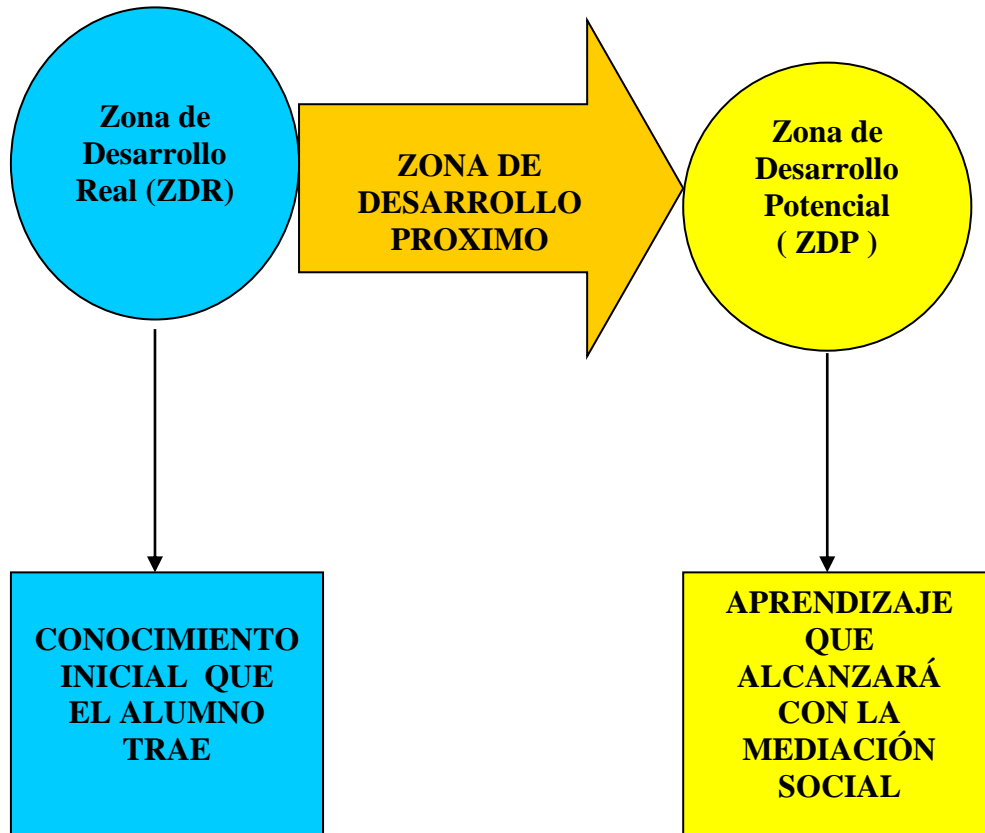 Zona de
Desarrollo
Real (ZDR)
ZONA DE
DESARROLLO
PROXIMO
Zona de
Desarrollo
Potencial
( ZDP )
CONOCIMIENTO
INICIAL QUE
EL ALUMNO
TRAE
APRENDIZAJE
QUE
ALCANZARÁ
CON LA
MEDIACIÓN
SOCIAL